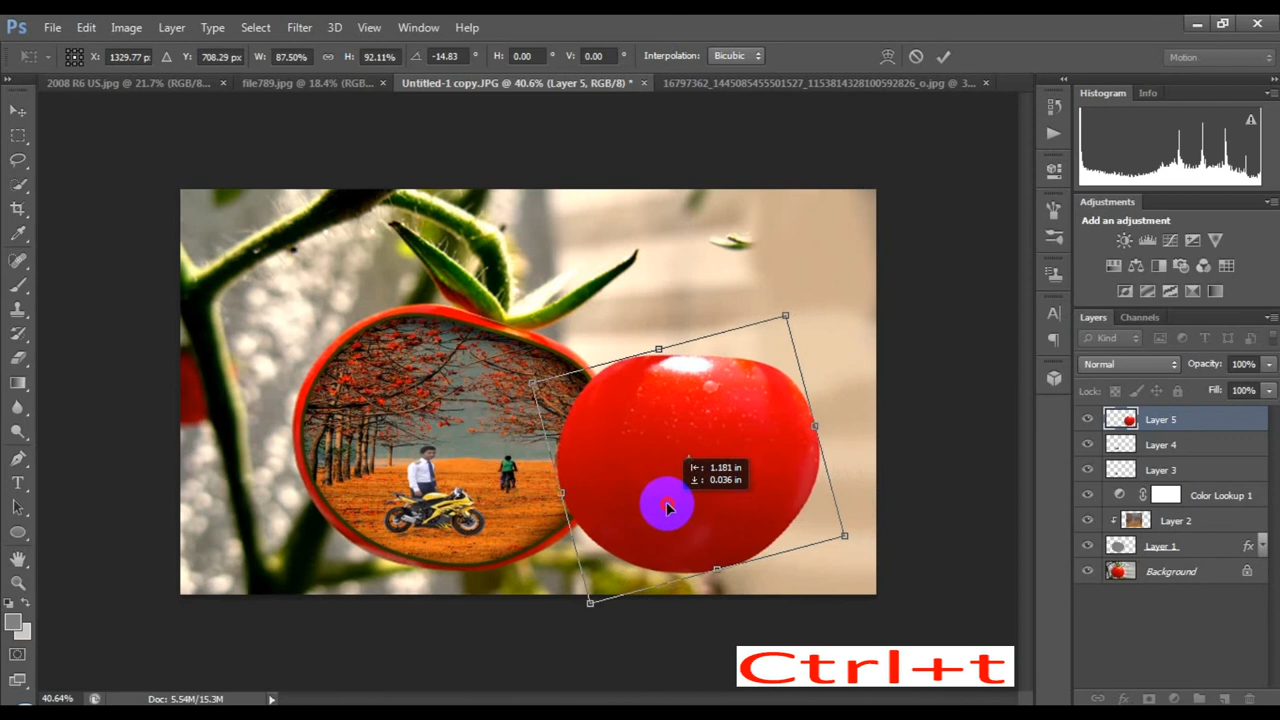 Ps File Edit Image Layer Type Select Filter 3D View Window Help
X: 1329.77 px Y: 708.29 px W: 87.50% H: 92.11% -14.83 ° H: 0.00 ° V: 0.00 ° Interpolation: Bicubic Motion
2008 R6 US.jpg @ 21.7% (RGB/8... × file789.jpg @ 18.4% (RGB... × Untitled-1 copy.JPG @ 40.6% (Layer 5, RGB/8) * × 16797362_1445085455501527_1153814328100592826_o.jpg @ 3... ×
Histogram Info
Adjustments
Add an adjustment
Layers Channels
Kind
Normal Opacity: 100%
Lock: Fill: 100%
Layer 5
Layer 4
Layer 3
Color Lookup 1
Layer 2
Layer 1 fx
Background
1.181 in
0.036 in
Ctrl+t
40.64% Doc: 5.54M/15.3M